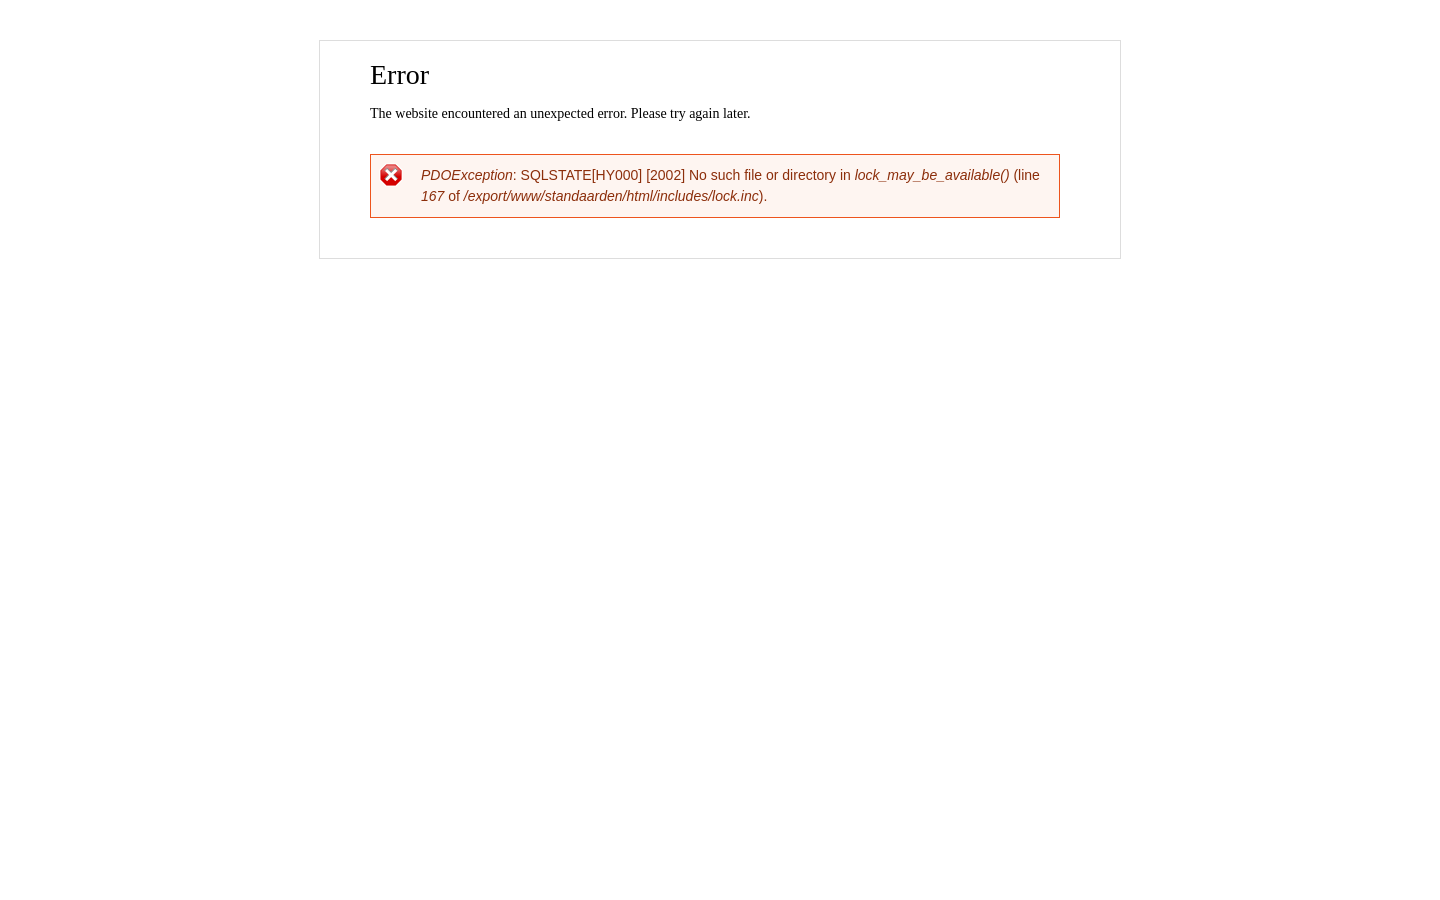 Error
The website encountered an unexpected error. Please try again later.
PDOException: SQLSTATE[HY000] [2002] No such file or directory in lock_may_be_available() (line
167 of /export/www/standaarden/html/includes/lock.inc).